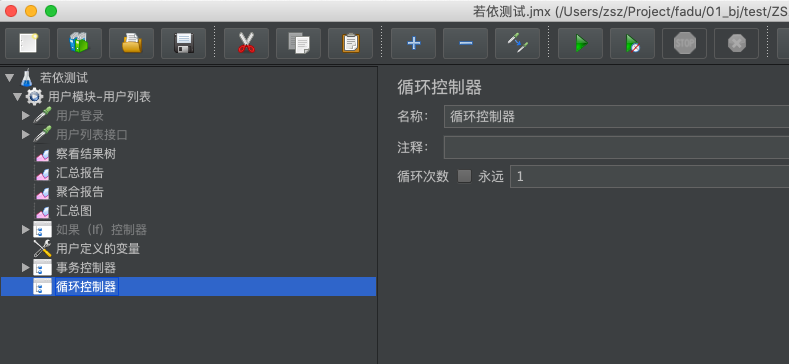 若依测试.jmx (/Users/zsz/Project/fadu/01_bj/test/ZS
STOP
若依测试
用户模块-用户列表
用户登录
用户列表接口
察看结果树
汇总报告
聚合报告
汇总图
如果（If）控制器
用户定义的变量
事务控制器
循环控制器
循环控制器
名称： 循环控制器
注释：
循环次数 永远 1